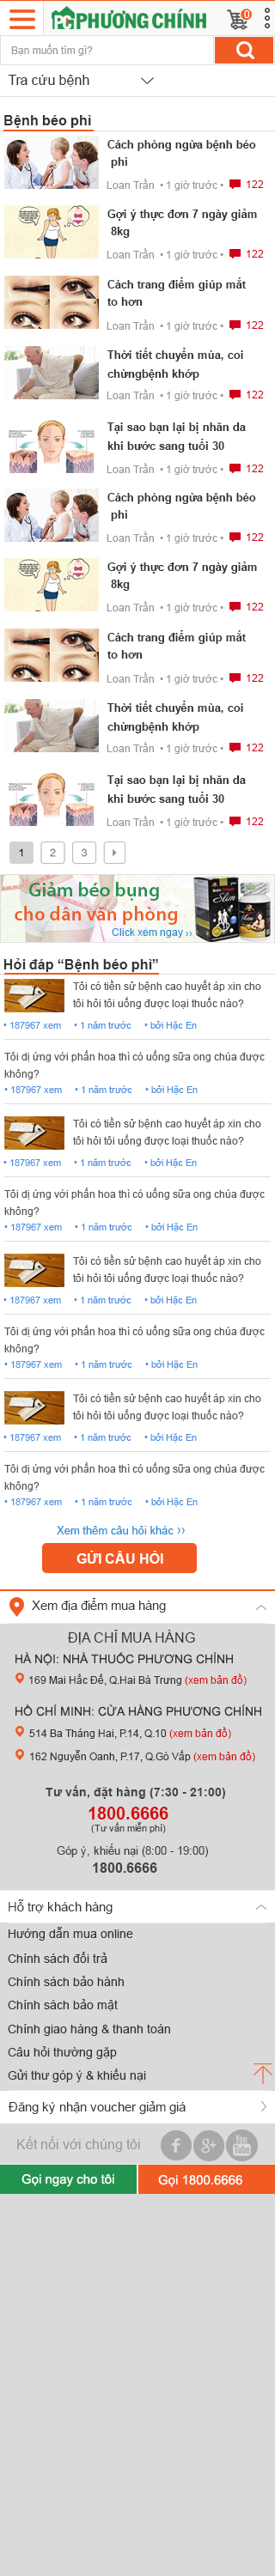 PC PHƯƠNG CHÍNH 0
Bạn muốn tìm gì?
Tra cứu bệnh
Bệnh béo phì
Cách phòng ngừa bệnh béo
phì
Loan Trần • 1 giờ trước • 122
Gợi ý thực đơn 7 ngày giảm
8kg
Loan Trần • 1 giờ trước • 122
Cách trang điểm giúp mắt
to hơn
Loan Trần • 1 giờ trước • 122
Thời tiết chuyển mùa, coi
chừngbệnh khớp
Loan Trần • 1 giờ trước • 122
Tại sao bạn lại bị nhăn da
khi bước sang tuổi 30
Loan Trần • 1 giờ trước • 122
Cách phòng ngừa bệnh béo
phì
Loan Trần • 1 giờ trước • 122
Gợi ý thực đơn 7 ngày giảm
8kg
Loan Trần • 1 giờ trước • 122
Cách trang điểm giúp mắt
to hơn
Loan Trần • 1 giờ trước • 122
Thời tiết chuyển mùa, coi
chừngbệnh khớp
Loan Trần • 1 giờ trước • 122
Tại sao bạn lại bị nhăn da
khi bước sang tuổi 30
Loan Trần • 1 giờ trước • 122
1 2 3
Giảm béo bụng
cho dân văn phòng
Click xem ngay ››
Slim
Hỏi đáp “Bệnh béo phì”
Tôi có tiền sử bệnh cao huyết áp xin cho
tôi hỏi tôi uống được loại thuốc nào?
• 187967 xem • 1 năm trước • bởi Hặc En
Tôi dị ứng với phấn hoa thì có uống sữa ong chúa được
không?
• 187967 xem • 1 năm trước • bởi Hặc En
Tôi có tiền sử bệnh cao huyết áp xin cho
tôi hỏi tôi uống được loại thuốc nào?
• 187967 xem • 1 năm trước • bởi Hặc En
Tôi dị ứng với phấn hoa thì có uống sữa ong chúa được
không?
• 187967 xem • 1 năm trước • bởi Hặc En
Tôi có tiền sử bệnh cao huyết áp xin cho
tôi hỏi tôi uống được loại thuốc nào?
• 187967 xem • 1 năm trước • bởi Hặc En
Tôi dị ứng với phấn hoa thì có uống sữa ong chúa được
không?
• 187967 xem • 1 năm trước • bởi Hặc En
Tôi có tiền sử bệnh cao huyết áp xin cho
tôi hỏi tôi uống được loại thuốc nào?
• 187967 xem • 1 năm trước • bởi Hặc En
Tôi dị ứng với phấn hoa thì có uống sữa ong chúa được
không?
• 187967 xem • 1 năm trước • bởi Hặc En
Xem thêm câu hỏi khác ››
GỬI CÂU HỎI
Xem địa điểm mua hàng
ĐỊA CHỈ MUA HÀNG
HÀ NỘI: NHÀ THUỐC PHƯƠNG CHÍNH
169 Mai Hắc Đế, Q.Hai Bà Trưng (xem bản đồ)
HỒ CHÍ MINH: CỬA HÀNG PHƯƠNG CHÍNH
514 Ba Tháng Hai, P.14, Q.10 (xem bản đồ)
162 Nguyễn Oanh, P.17, Q.Gò Vấp (xem bản đồ)
Tư vấn, đặt hàng (7:30 - 21:00)
1800.6666
(Tư vấn miễn phí)
Góp ý, khiếu nại (8:00 - 19:00)
1800.6666
Hỗ trợ khách hàng
Hướng dẫn mua online
Chính sách đổi trả
Chính sách bảo hành
Chính sách bảo mật
Chính giao hàng & thanh toán
Câu hỏi thường gặp
Gửi thư góp ý & khiếu nại
Đăng ký nhận voucher giảm giá
Kết nối với chúng tôi f g+ You Tube
Gọi ngay cho tôi Gọi 1800.6666